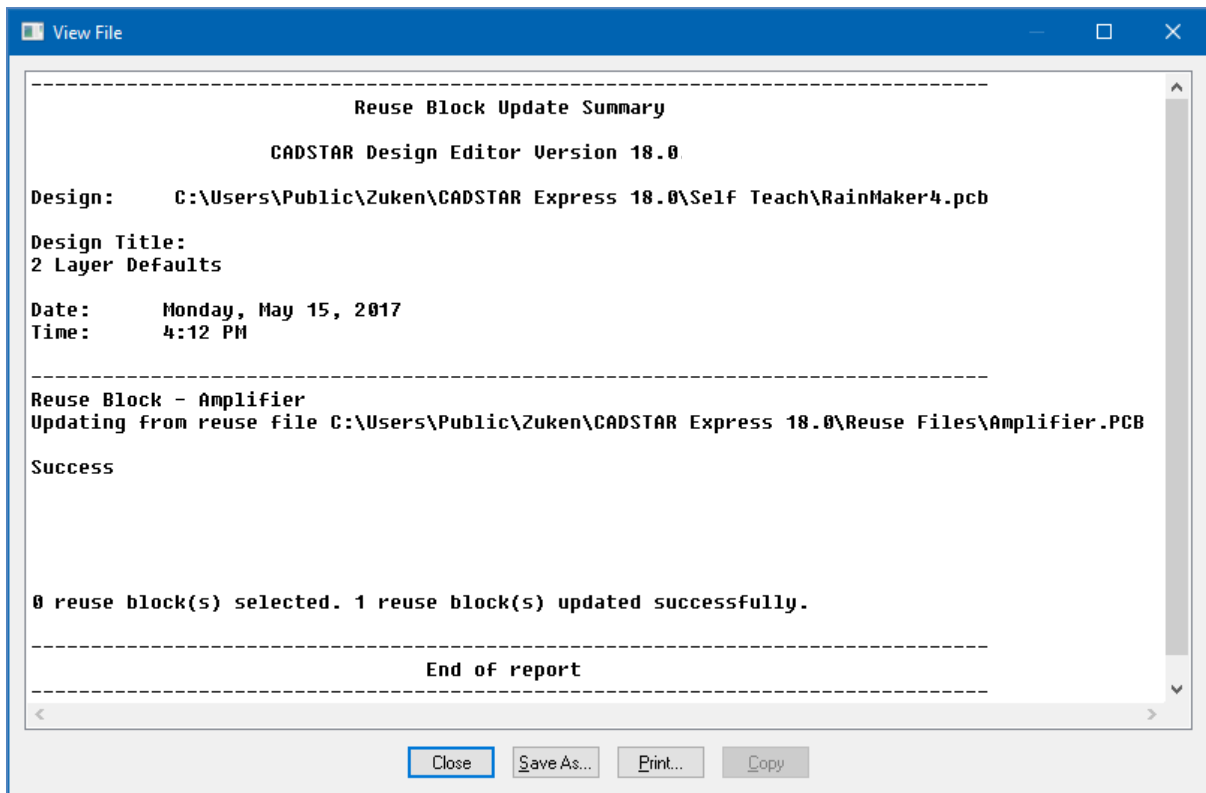 View File
--------------------------------------------------------------------------------
Reuse Block Update Summary
CADSTAR Design Editor Version 18.0
Design: C:\Users\Public\Zuken\CADSTAR Express 18.0\Self Teach\RainMaker4.pcb
Design Title:
2 Layer Defaults
Date: Monday, May 15, 2017
Time: 4:12 PM
--------------------------------------------------------------------------------
Reuse Block - Amplifier
Updating from reuse file C:\Users\Public\Zuken\CADSTAR Express 18.0\Reuse Files\Amplifier.PCB
Success
0 reuse block(s) selected. 1 reuse block(s) updated successfully.
--------------------------------------------------------------------------------
End of report
--------------------------------------------------------------------------------
Close Save As... Print... Copy